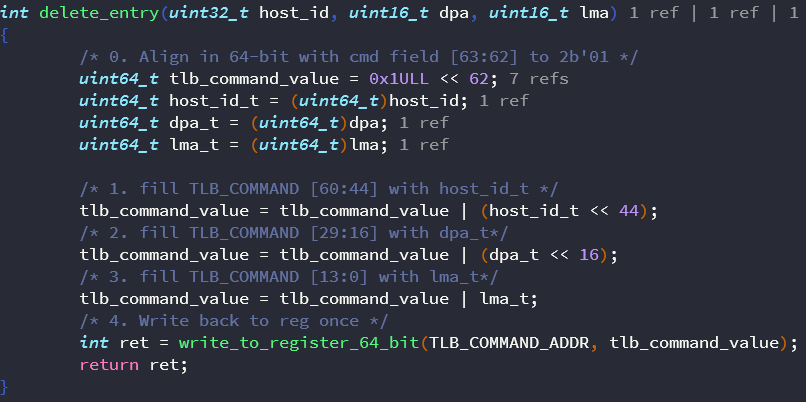 int delete_entry(uint32_t host_id, uint16_t dpa, uint16_t lma) 1 ref | 1 ref | 1
{
        /* 0. Align in 64-bit with cmd field [63:62] to 2b'01 */
        uint64_t tlb_command_value = 0x1ULL << 62; 7 refs
        uint64_t host_id_t = (uint64_t)host_id; 1 ref
        uint64_t dpa_t = (uint64_t)dpa; 1 ref
        uint64_t lma_t = (uint64_t)lma; 1 ref

        /* 1. fill TLB_COMMAND [60:44] with host_id_t */
        tlb_command_value = tlb_command_value | (host_id_t << 44);
        /* 2. fill TLB_COMMAND [29:16] with dpa_t*/
        tlb_command_value = tlb_command_value | (dpa_t << 16);
        /* 3. fill TLB_COMMAND [13:0] with lma_t*/
        tlb_command_value = tlb_command_value | lma_t;
        /* 4. Write back to reg once */
        int ret = write_to_register_64_bit(TLB_COMMAND_ADDR, tlb_command_value);
        return ret;
}